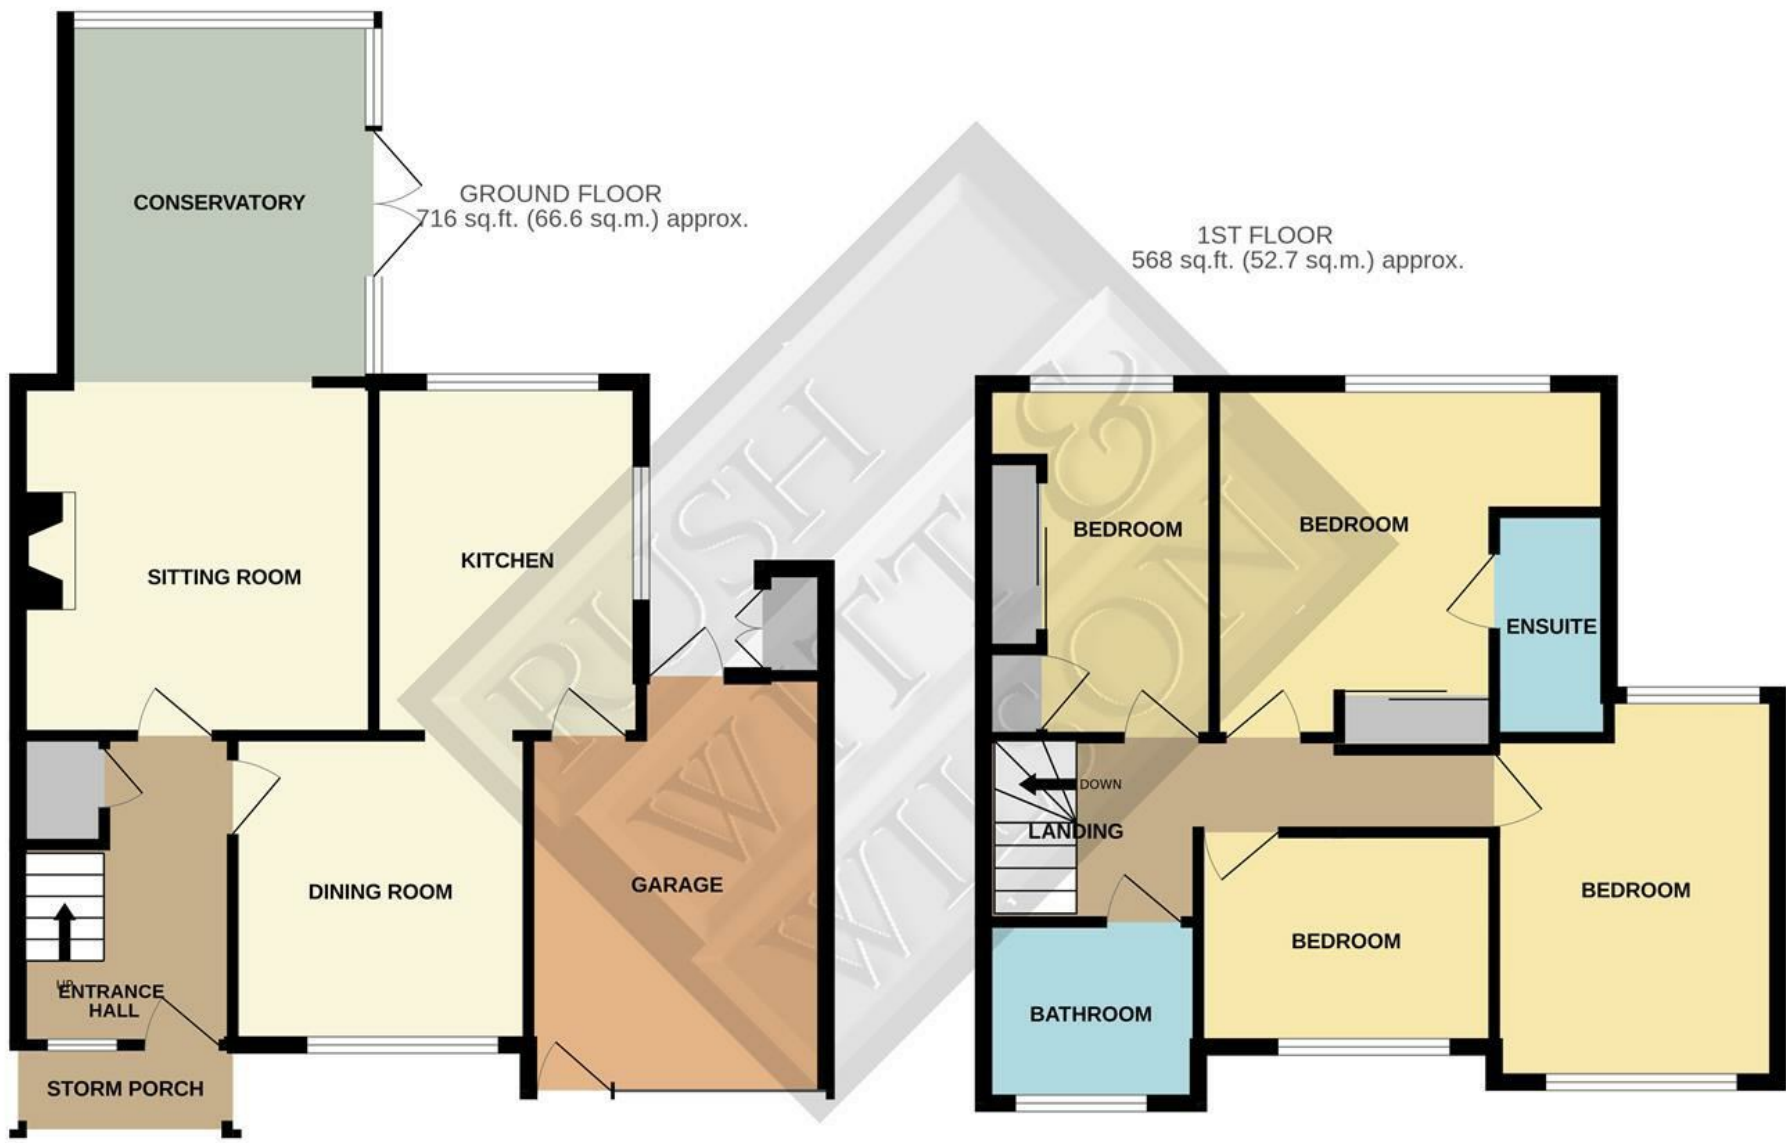 CONSERVATORY
GROUND FLOOR
716 sq.ft. (66.6 sq.m.) approx.
SITTING ROOM
KITCHEN
DINING ROOM
GARAGE
UP
ENTRANCE
HALL
STORM PORCH
1ST FLOOR
568 sq.ft. (52.7 sq.m.) approx.
BEDROOM
BEDROOM
ENSUITE
DOWN
LANDING
BEDROOM
BEDROOM
BATHROOM
RUSH
WITT &
WILSON